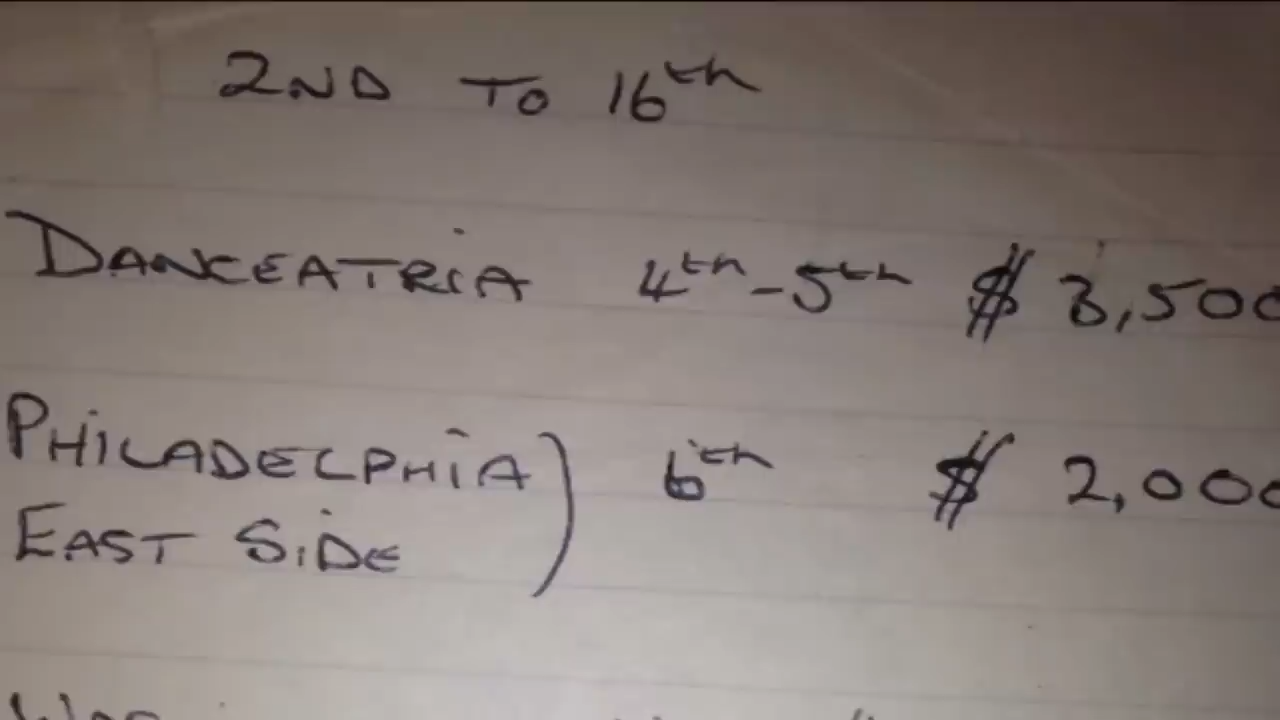 2ND TO 16th
DANCEATRIA 4th - 5th $ 3,500
PHILADELPHIA) 6th $ 2,000
EAST SIDE